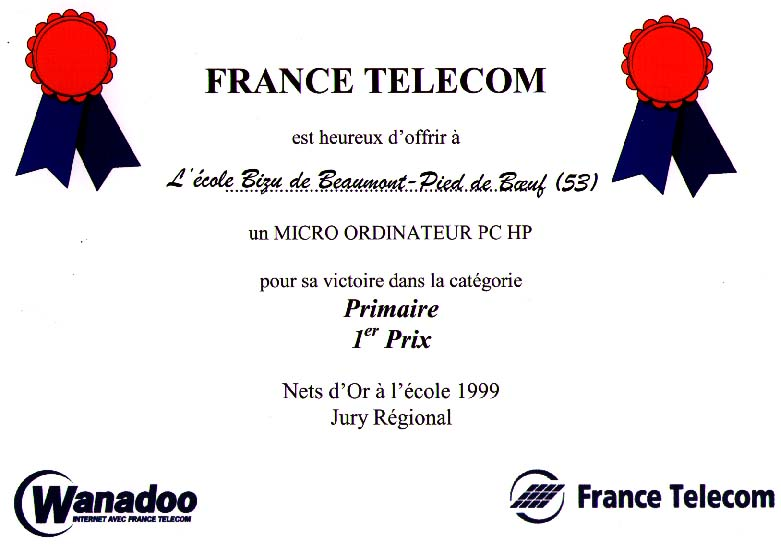 FRANCE TELECOM
est heureux d'offrir à
L'école Bizu de Beaumont-Pied de Bœuf (53)
un MICRO ORDINATEUR PC HP
pour sa victoire dans la catégorie
Primaire
1er Prix
Nets d'Or à l'école 1999
Jury Régional
Wanadoo
INTERNET AVEC FRANCE TELECOM
France Telecom